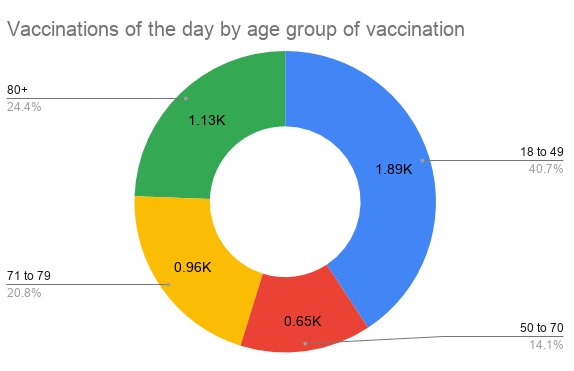 Vaccinations of the day by age group of vaccination
80+
24.4%
1.13K
1.89K
18 to 49
40.7%
71 to 79
20.8%
0.96K
0.65K
50 to 70
14.1%